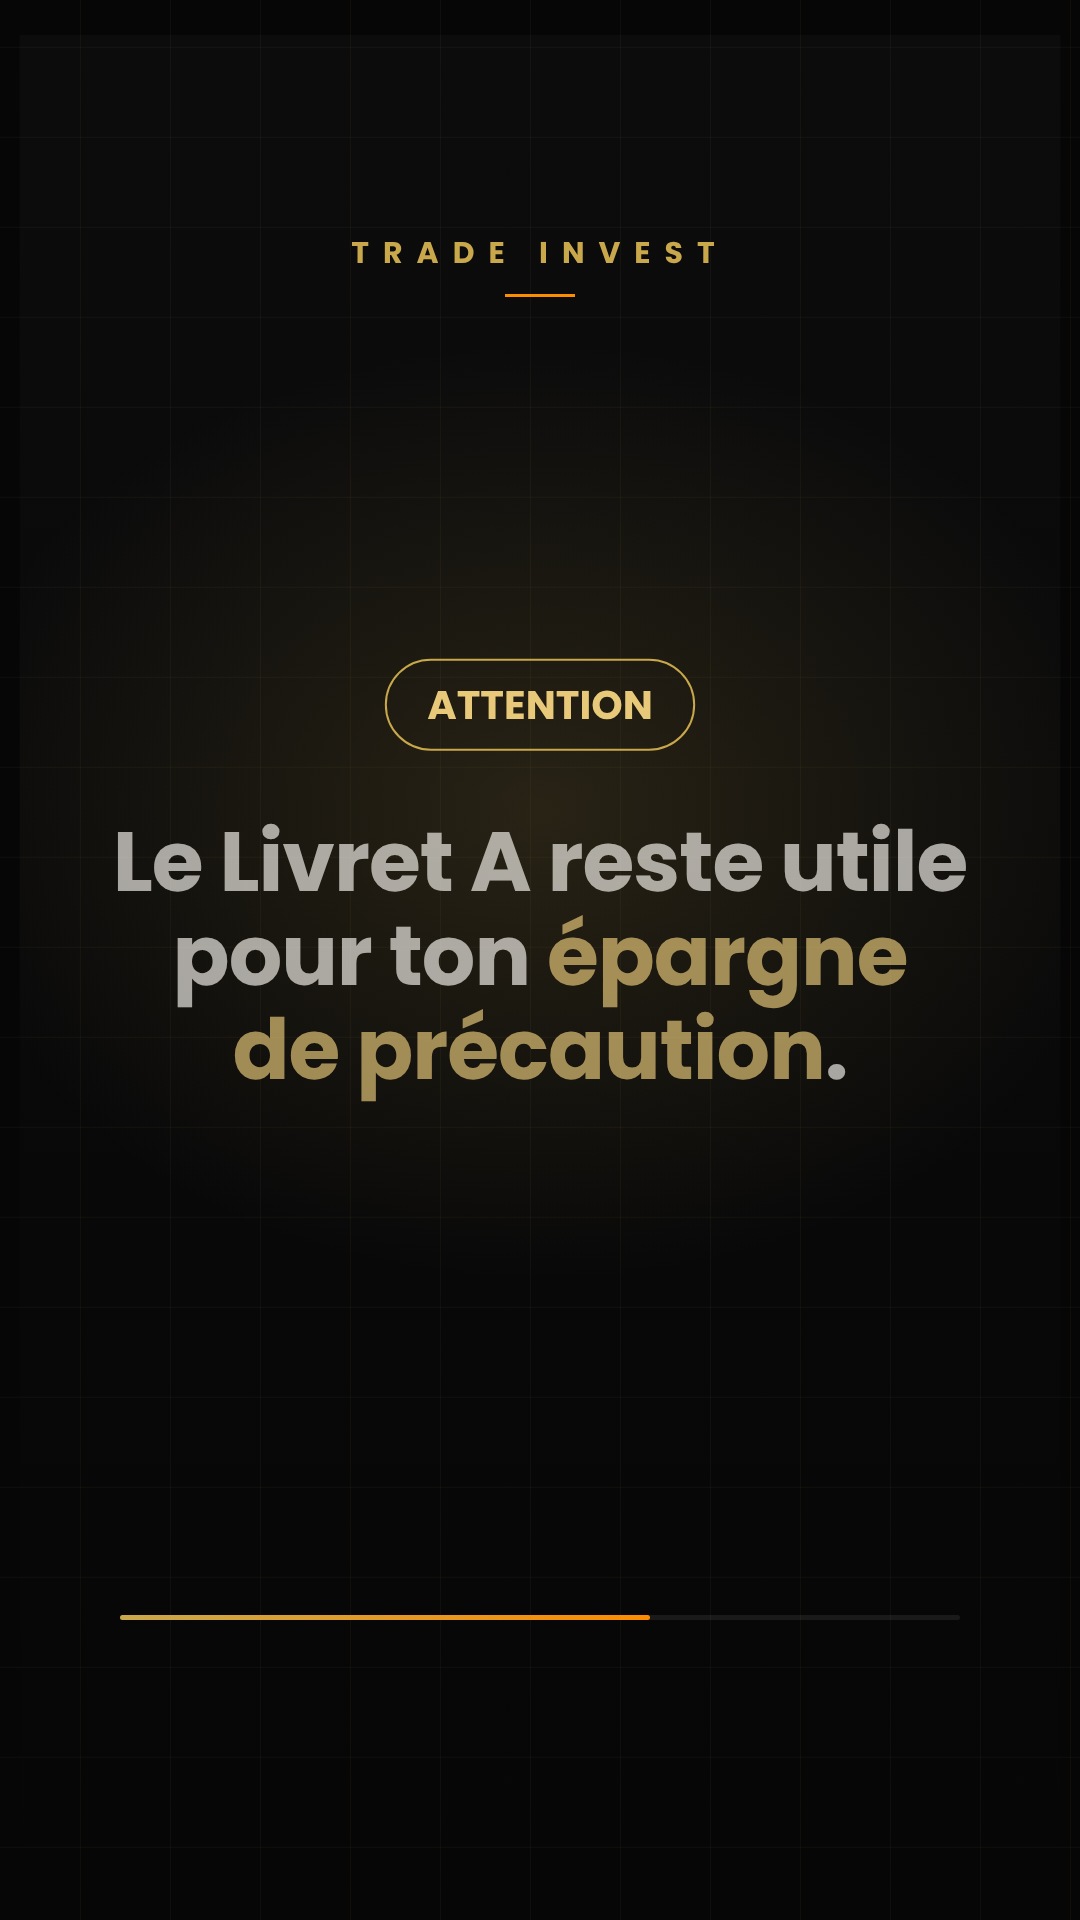 TRADE INVEST
ATTENTION
Le Livret A reste utile
pour ton épargne
de précaution.